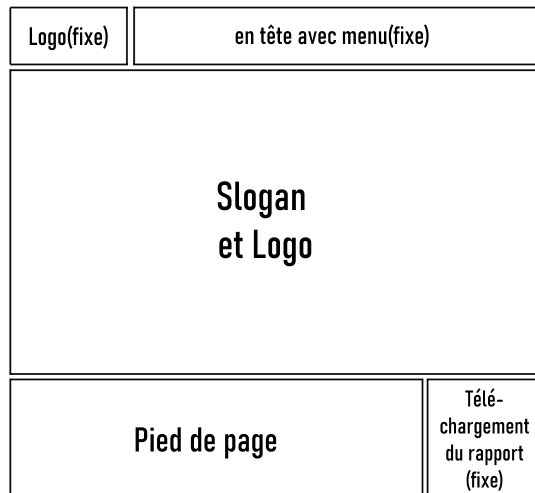 Logo(fixe)
en tête avec menu(fixe)
Slogan
et Logo
Pied de page
Télé-
chargement
du rapport
(fixe)